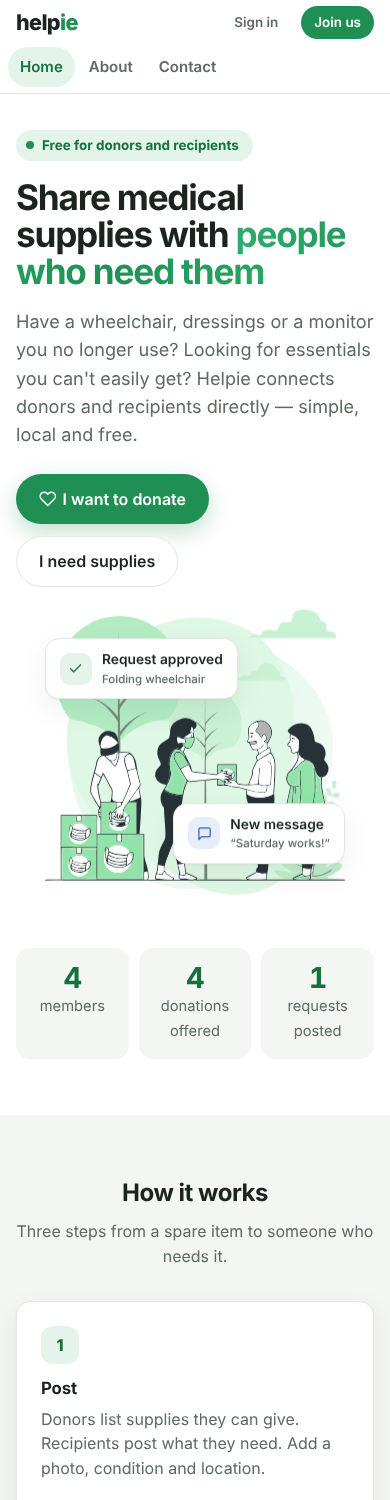 helpie
Sign in
Join us
Home
About
Contact
Free for donors and recipients
Share medical
supplies with people
who need them
Have a wheelchair, dressings or a monitor
you no longer use? Looking for essentials
you can't easily get? Helpie connects
donors and recipients directly — simple,
local and free.
I want to donate
I need supplies
Request approved
Folding wheelchair
New message
“Saturday works!”
4
members
4
donations
offered
1
requests
posted
How it works
Three steps from a spare item to someone who
needs it.
1
Post
Donors list supplies they can give.
Recipients post what they need. Add a
photo, condition and location.